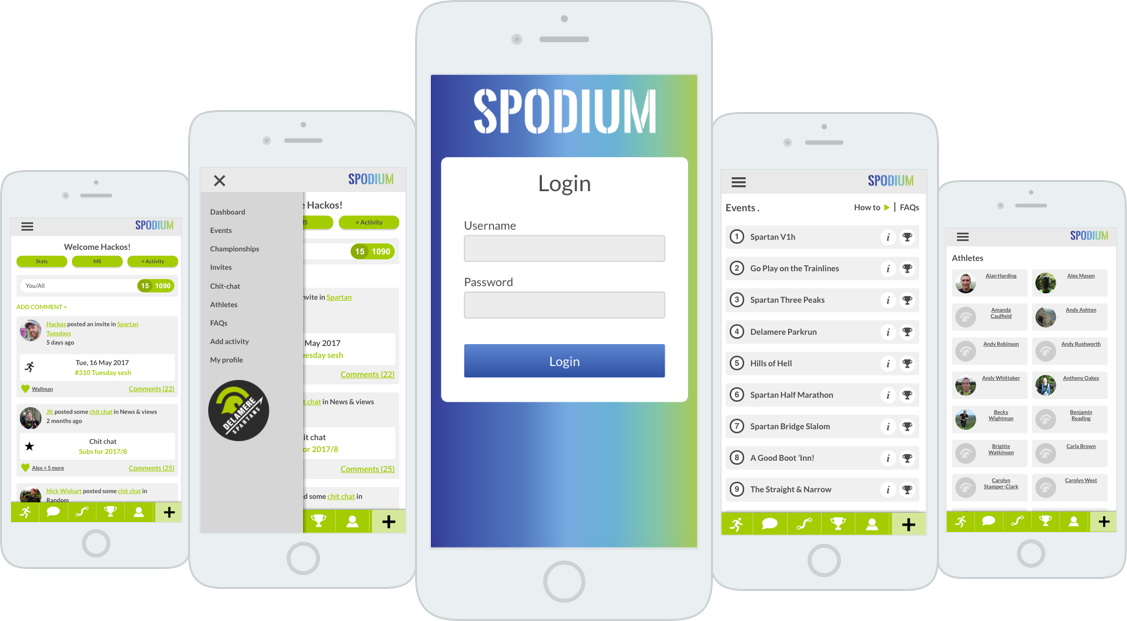 SPODIUM
Welcome Hackos!
Stats
MS
+ Activity
You/All
15 1090
ADD COMMENT +
Hackos posted an invite in Spartan
Tuesdays
5 days ago
Tue, 16 May 2017
#310 Tuesday sesh
Wallman
Comments (22)
JF posted some chit chat in News & views
2 months ago
Chit chat
Subs for 2017/8
Alex + 5 more
Comments (25)
Nick Wishart posted some chit chat in
Random
SPODIUM
Dashboard
Events
Championships
Invites
Chit-chat
Athletes
FAQs
Add activity
My profile
DELAMERE
SPARTANS
e Hackos!
+ Activity
15 1090
nvite in Spartan
May 2017
esday sesh
Comments (22)
t chat in News & views
it chat
for 2017/8
Comments (25)
d some chit chat in
SPODIUM
Login
Username
Password
Login
SPODIUM
Events .
How to | FAQs
1 Spartan V1h
2 Go Play on the Trainlines
3 Spartan Three Peaks
4 Delamere Parkrun
5 Hills of Hell
6 Spartan Half Marathon
7 Spartan Bridge Slalom
8 A Good Boot 'Inn!
9 The Straight & Narrow
SPODIUM
Athletes
Alan Harding
Alex Mason
Amanda
Caulfield
Andy Ashton
Andy Robinson
Andy Rushworth
Andy Whittaker
Anthony Oakes
Becky
Wightman
Benjamin
Reading
Brigitte
Watkinson
Carla Brown
Carolyn
Stamper-Clark
Carolyn West